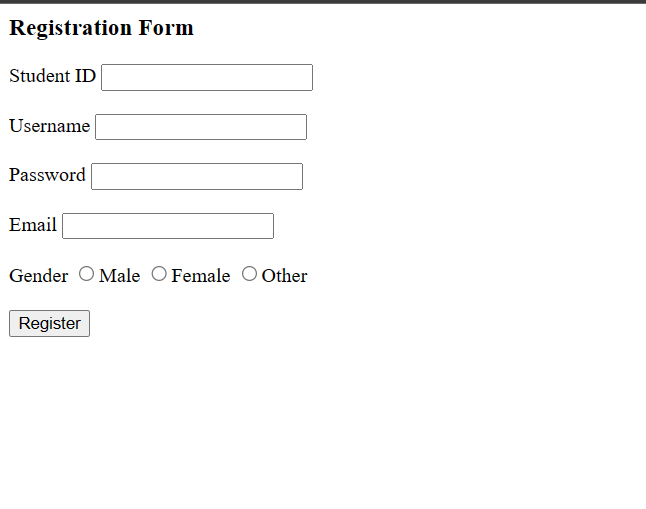 Registration Form
Student ID
Username
Password
Email
Gender Male Female Other
Register